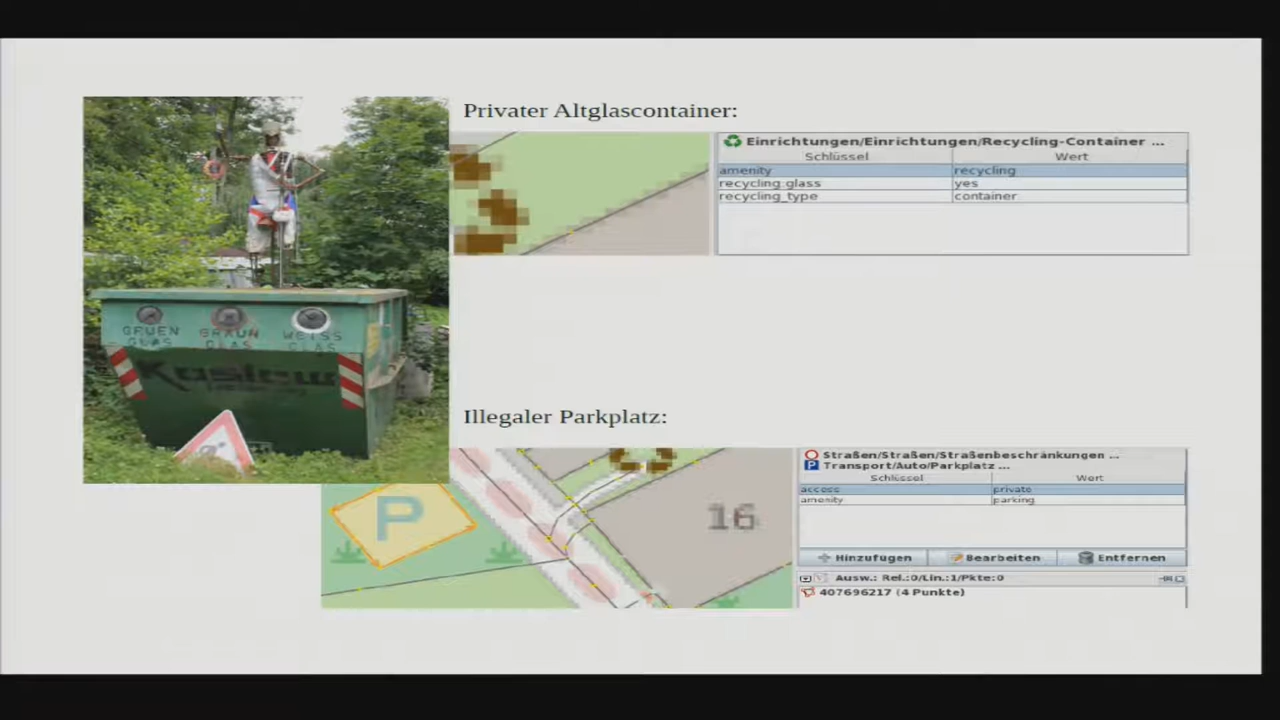 Privater Altglascontainer:
Einrichtungen/Einrichtungen/Recycling-Container ...
Schlüssel Wert
amenity recycling
recycling:glass yes
recycling_type container
GRUEN GLAS
BRAUN GLAS
WEISS GLAS
Illegaler Parkplatz:
P
16
Straßen/Straßen/Straßenbeschränkungen ...
P Transport/Auto/Parkplatz ...
Schlüssel Wert
access private
amenity parking
Hinzufügen Bearbeiten Entfernen
Ausw.: Rel.:0/Lin.:1/Pkte:0
407696217 (4 Punkte)